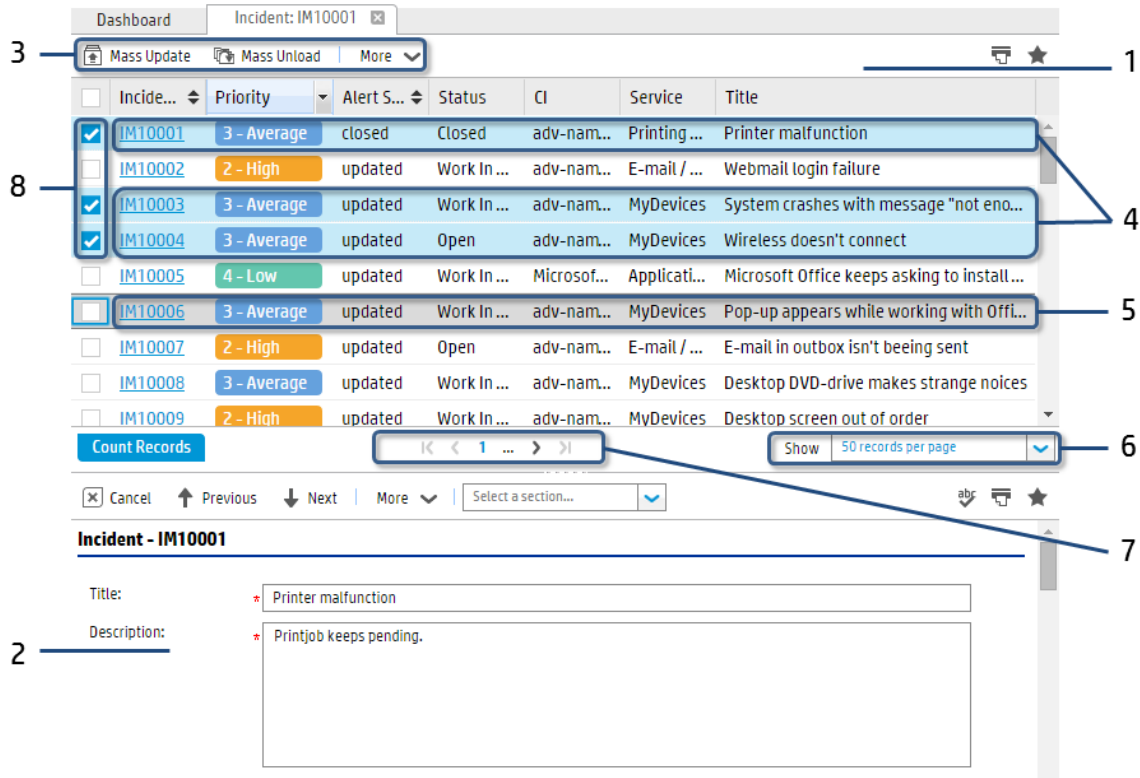 Dashboard Incident: IM10001
3 Mass Update Mass Unload More 1
Incide... Priority Alert S... Status CI Service Title
IM10001 3 - Average closed Closed adv-nam... Printing ... Printer malfunction
IM10002 2 - High updated Work In ... adv-nam... E-mail / ... Webmail login failure
8
IM10003 3 - Average updated Work In ... adv-nam... MyDevices System crashes with message "not eno...
4
IM10004 3 - Average updated Open adv-nam... MyDevices Wireless doesn't connect
IM10005 4 - Low updated Work In ... Microsof... Applicati... Microsoft Office keeps asking to install ...
IM10006 3 - Average updated Work In ... adv-nam... MyDevices Pop-up appears while working with Offi... 5
IM10007 2 - High updated Open adv-nam... E-mail / ... E-mail in outbox isn't beeing sent
IM10008 3 - Average updated Work In ... adv-nam... MyDevices Desktop DVD-drive makes strange noices
IM10009 2 - High updated Work In ... adv-nam... MyDevices Desktop screen out of order
Count Records 1 ... Show 50 records per page 6
Cancel Previous Next More Select a section... abc
Incident - IM10001
7
Title: * Printer malfunction
Description: * Printjob keeps pending.
2